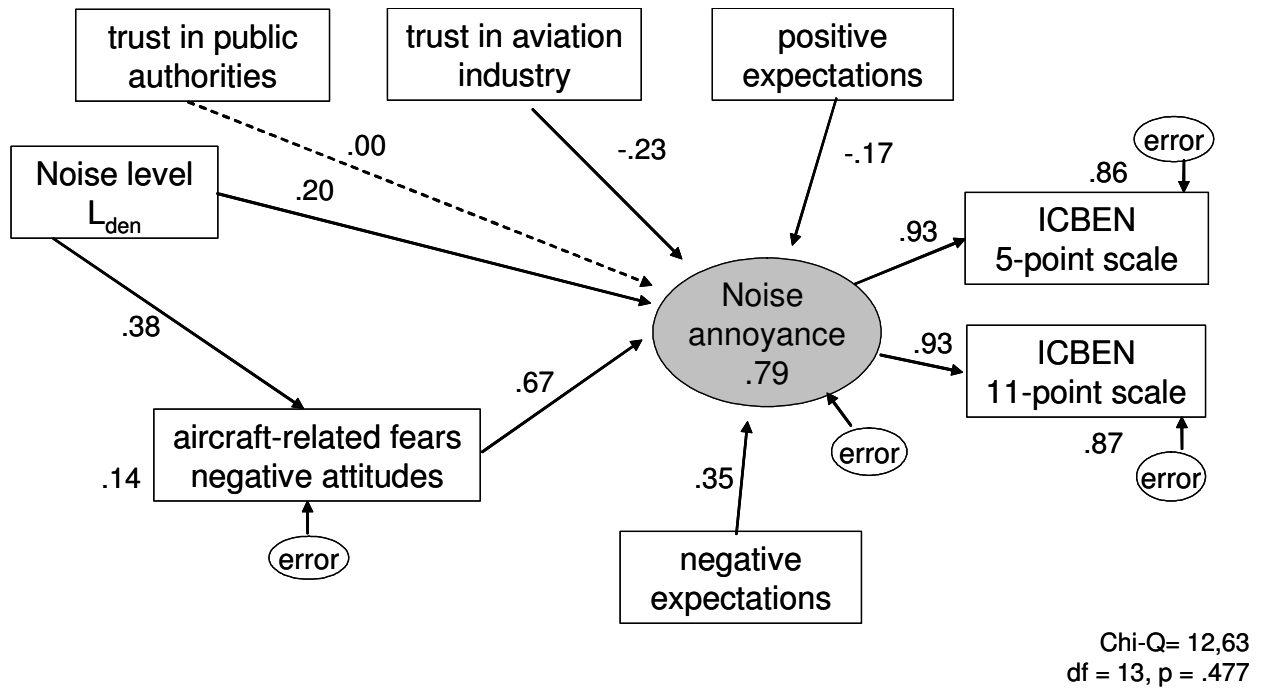 trust in public
authorities
trust in aviation
industry
positive
expectations
.00
-.23
-.17
error
.86
Noise level
Lden
.20
ICBEN
5-point scale
.93
.38
Noise
annoyance
.79
.93
ICBEN
11-point scale
.67
aircraft-related fears
negative attitudes
.14
error
.87
error
.35
error
negative
expectations
Chi-Q= 12,63
df = 13, p = .477